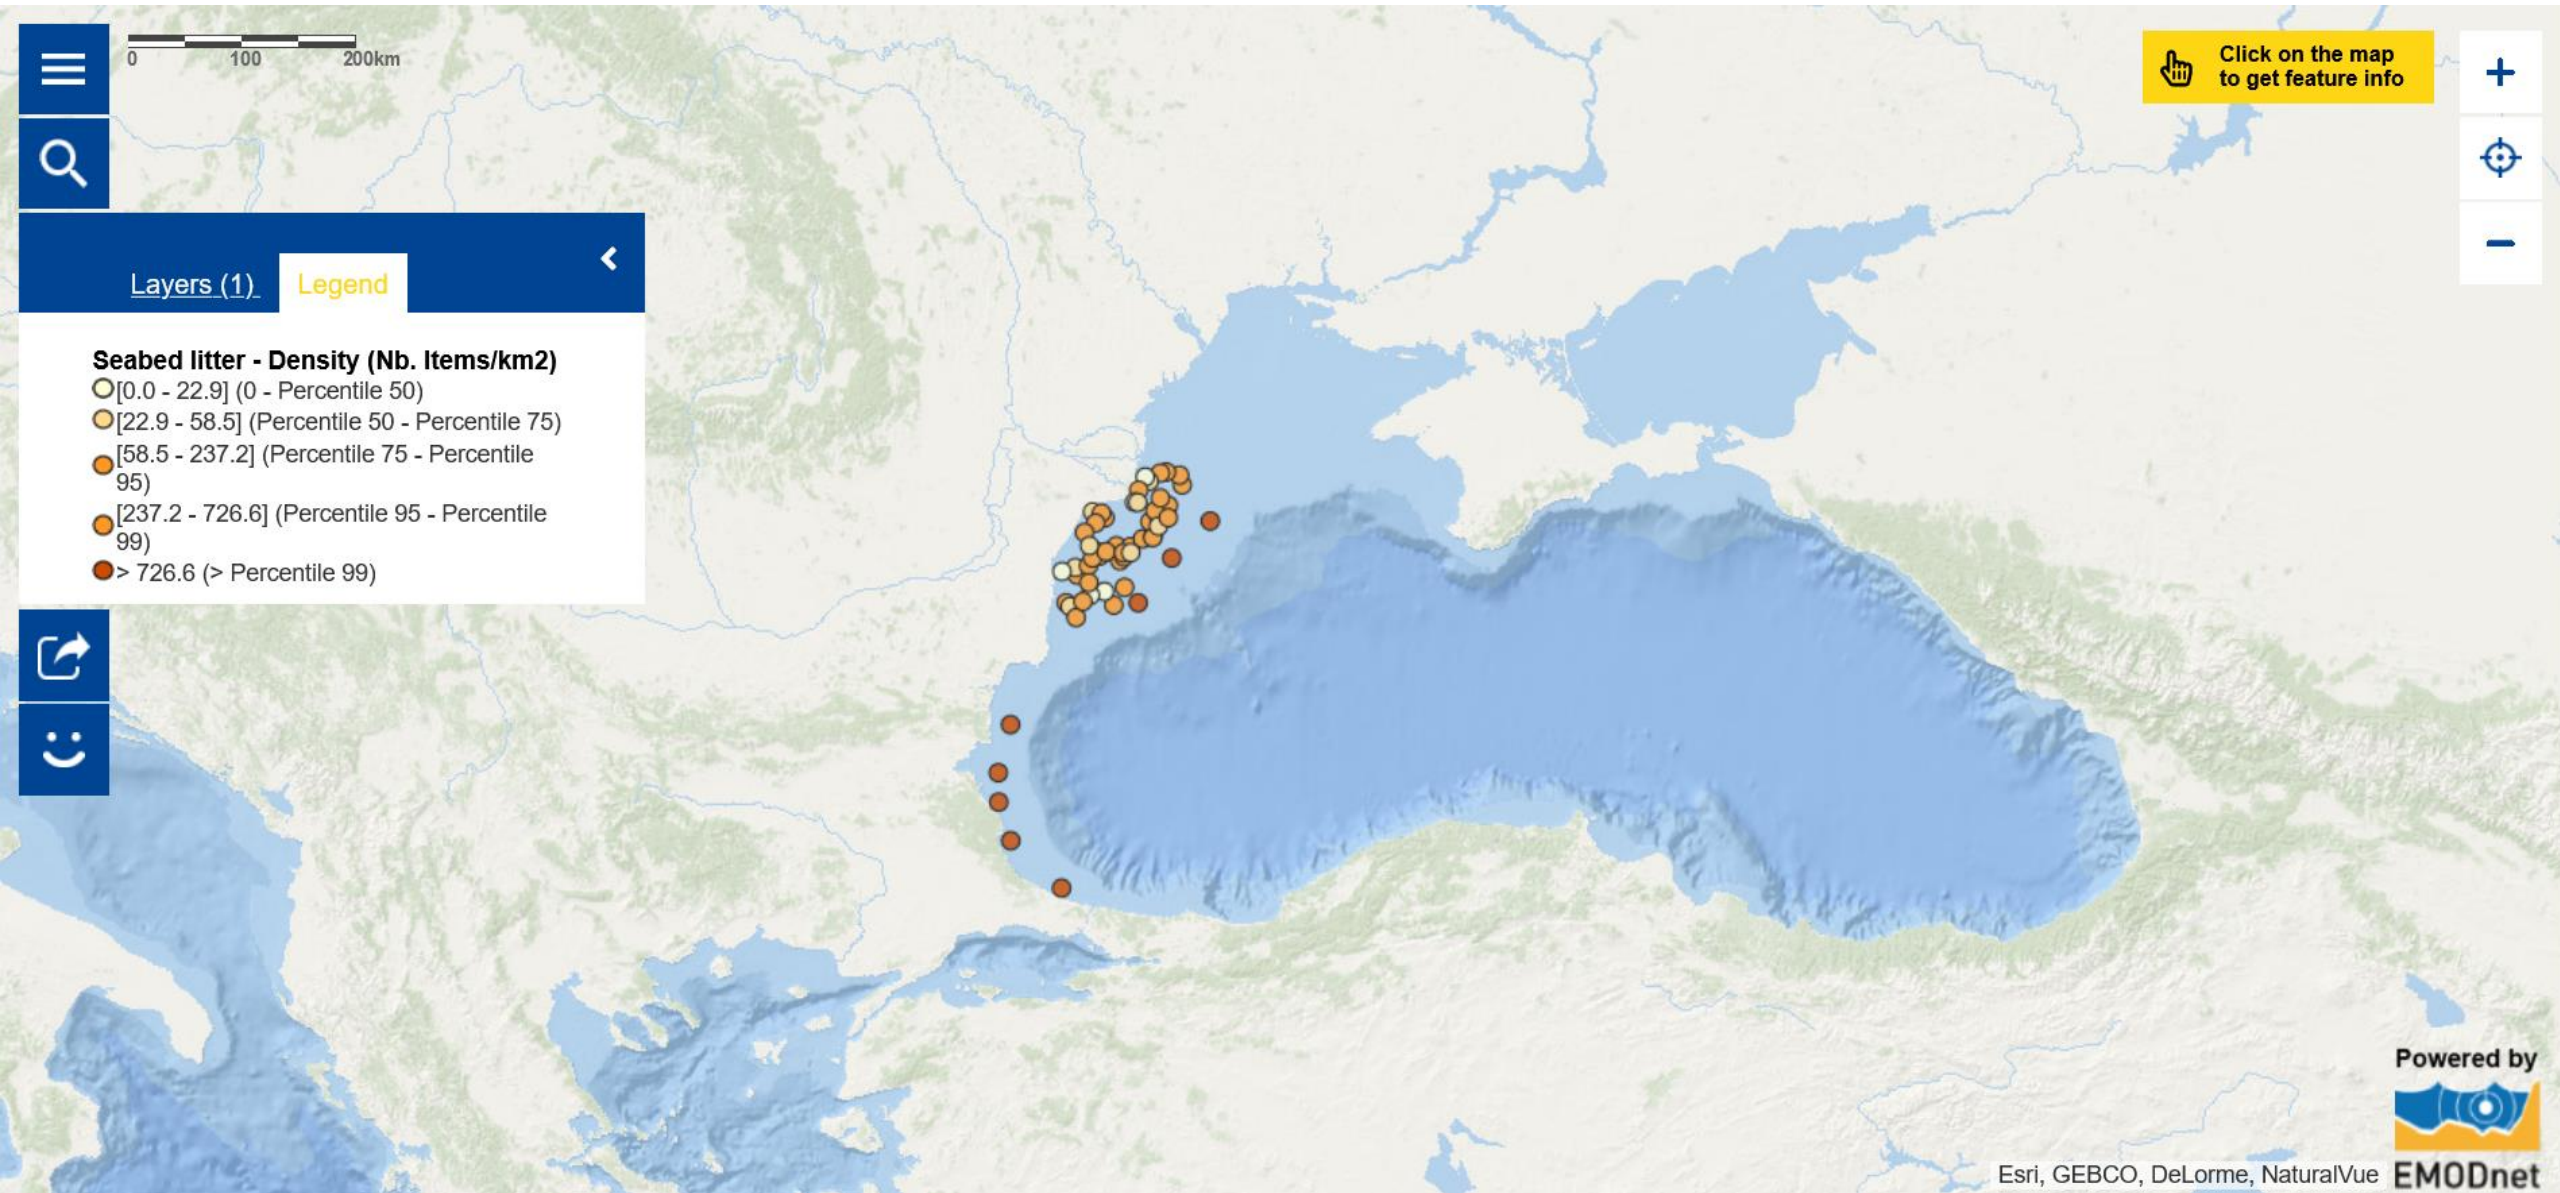 0 100 200km
Click on the map
to get feature info
+
−
Layers (1)
Legend
Seabed litter - Density (Nb. Items/km2)
[0.0 - 22.9] (0 - Percentile 50)
[22.9 - 58.5] (Percentile 50 - Percentile 75)
[58.5 - 237.2] (Percentile 75 - Percentile
95)
[237.2 - 726.6] (Percentile 95 - Percentile
99)
> 726.6 (> Percentile 99)
Powered by
EMODnet
Esri, GEBCO, DeLorme, NaturalVue